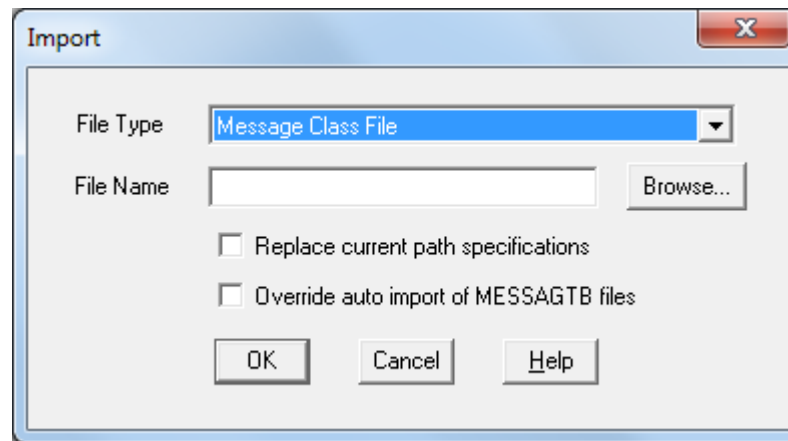 Import
File Type Message Class File
File Name Browse...
Replace current path specifications
Override auto import of MESSAGTB files
OK Cancel Help